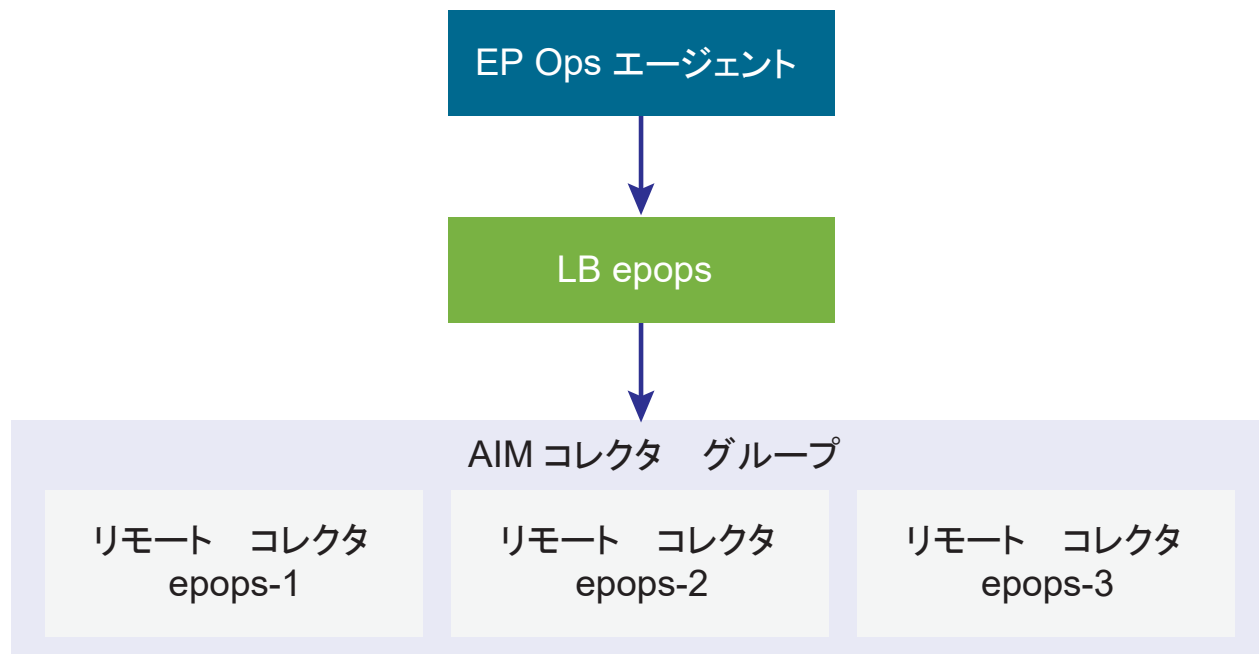 EP Ops エージェント
LB epops
AIM コレクタ　グループ
リモート　コレクタ
epops-1
リモート　コレクタ
epops-2
リモート　コレクタ
epops-3